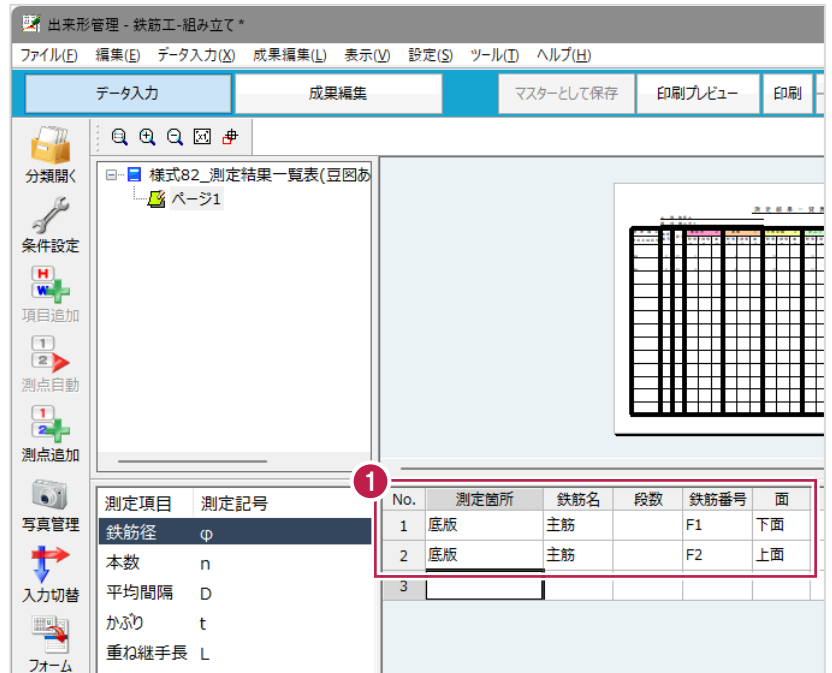 出来形管理 - 鉄筋工-組み立て *
ファイル(F) 編集(E) データ入力(X) 成果編集(L) 表示(V) 設定(S) ツール(T) ヘルプ(H)
データ入力 成果編集 マスターとして保存 印刷プレビュー 印刷
分類開く
条件設定
項目追加
測点自動
測点追加
写真管理
入力切替
フォーム
様式82_測定結果一覧表(豆図あ
ページ1
測 定 結 果 一 覧 表
測定項目 測定記号
鉄筋径 φ
本数 n
平均間隔 D
かぶり t
重ね継手長 L
1
No. 測定箇所 鉄筋名 段数 鉄筋番号 面
1 底版 主筋 F1 下面
2 底版 主筋 F2 上面
3